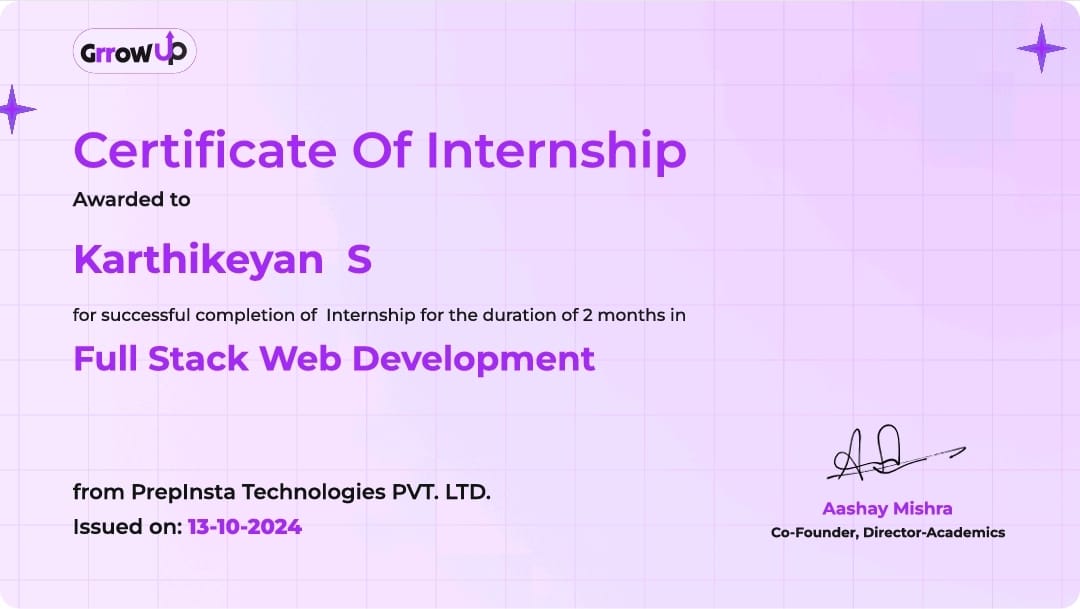 GrrowUp
Certificate Of Internship
Awarded to
Karthikeyan S
for successful completion of Internship for the duration of 2 months in
Full Stack Web Development
from PrepInsta Technologies PVT. LTD.
Issued on: 13-10-2024
Aashay Mishra
Co-Founder, Director-Academics